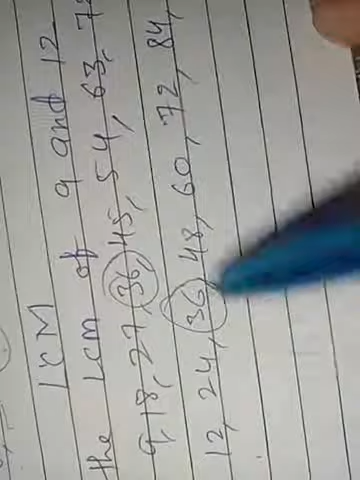 LCM
the LCM of 9 and 12
9, 18, 27, 36, 45, 54, 63, 72
12, 24, 36, 48, 60, 72, 84,